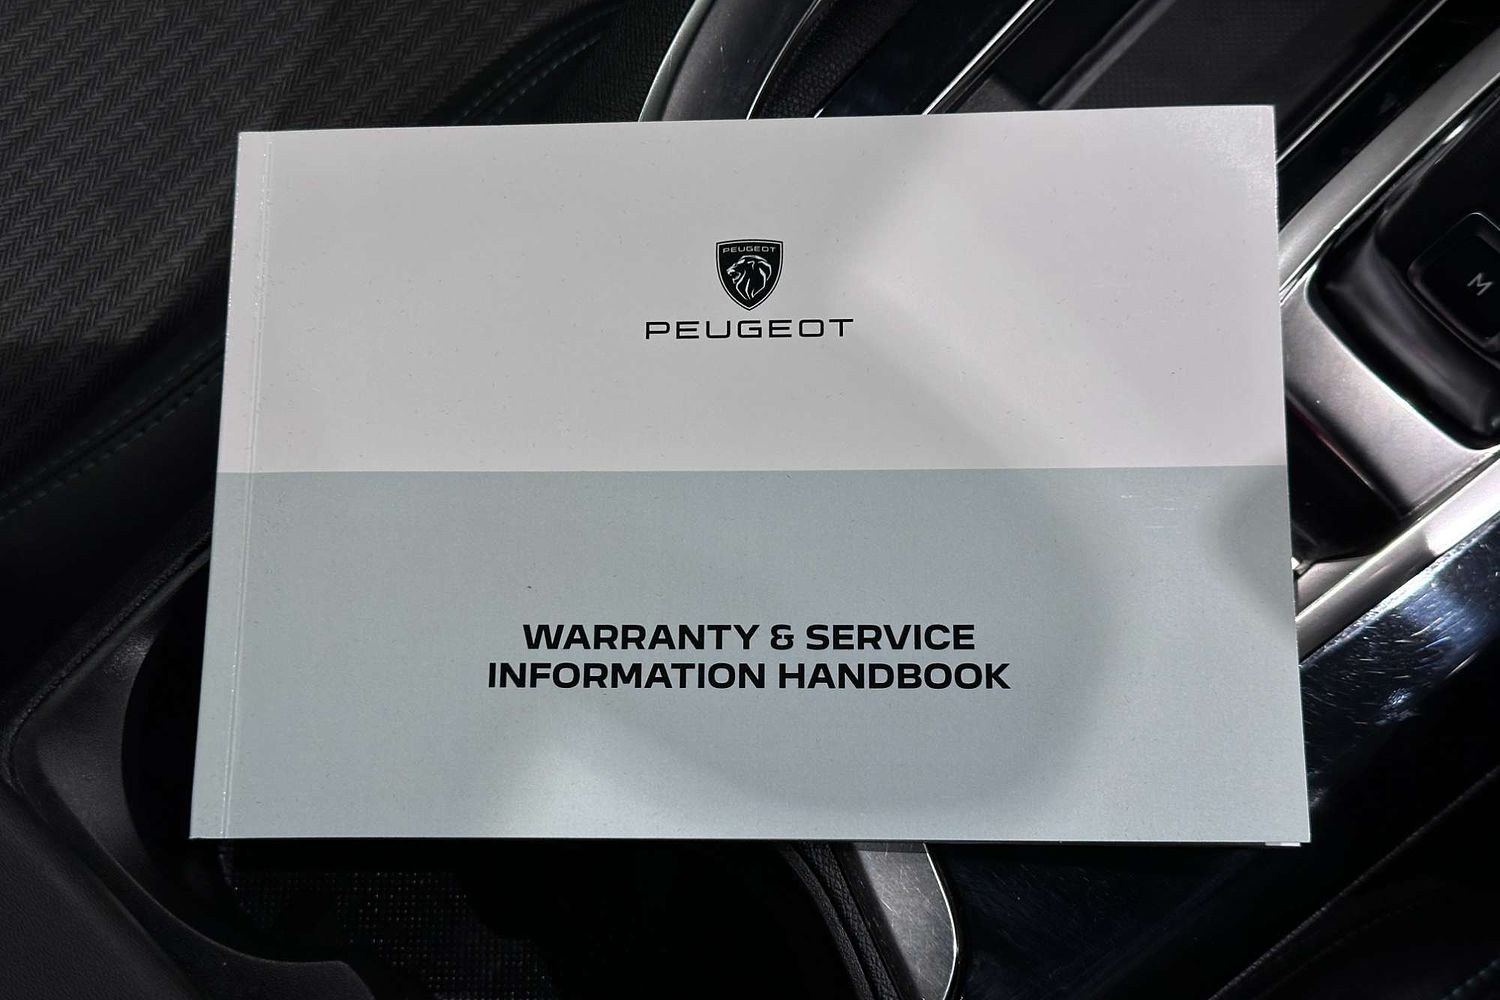 PEUGEOT
PEUGEOT
WARRANTY & SERVICE
INFORMATION HANDBOOK
M